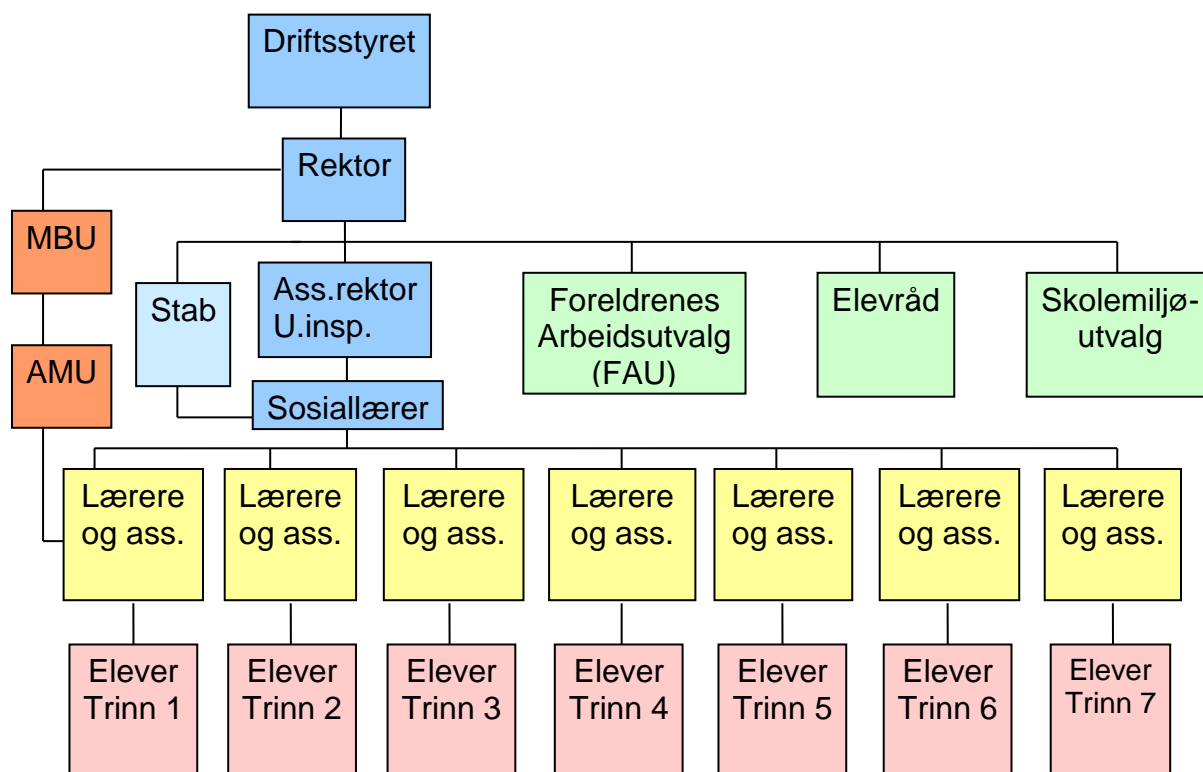 Driftsstyret
Rektor
MBU
AMU
Stab
Ass.rektor
U.insp.
Sosiallærer
Foreldrenes
Arbeidsutvalg
(FAU)
Elevråd
Skolemiljø-
utvalg
Lærere
og ass.
Lærere
og ass.
Lærere
og ass.
Lærere
og ass.
Lærere
og ass.
Lærere
og ass.
Lærere
og ass.
Elever
Trinn 1
Elever
Trinn 2
Elever
Trinn 3
Elever
Trinn 4
Elever
Trinn 5
Elever
Trinn 6
Elever
Trinn 7